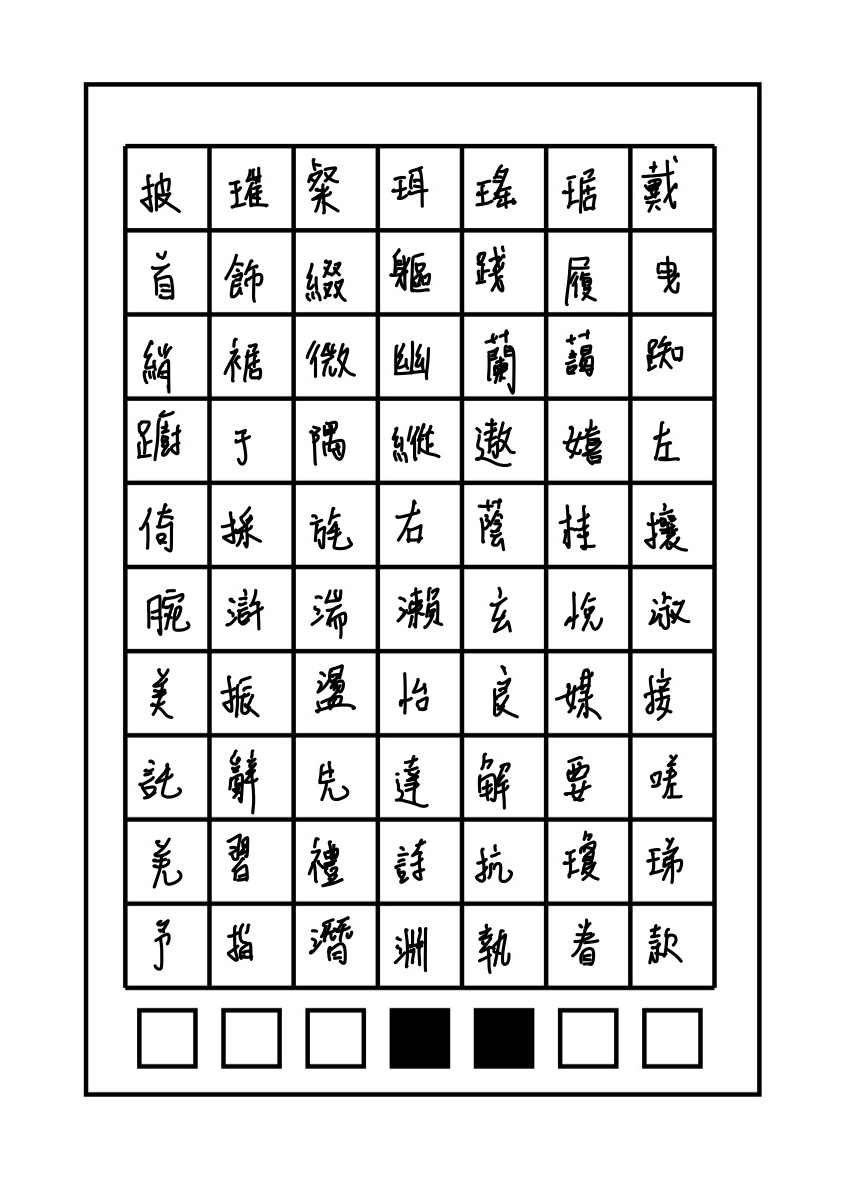 披璀粲珥瑤琚戴
首飾綴軀踐履曳
綃裾微幽蘭藹踟
躕于隅縱遨嬉左
倚採旄右蔭桂攘
腕滸湍瀨玄悅淑
美振盪怡良媒接
託辭先達解要嗟
羌習禮詩抗瓊珶
予指潛淵執眷款